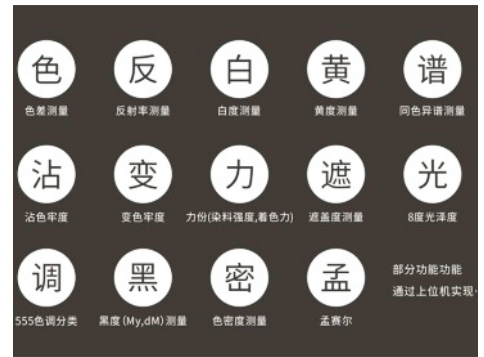 色 反 白 黄 谱
色差测量 反射率测量 白度测量 黄度测量 同色异谱测量
沾 变 力 遮 光
沾色牢度 变色牢度 力份(染料强度,着色力) 遮盖度测量 8度光泽度
调 黑 密 孟
555色调分类 黑度(My,dM)测量 色密度测量 孟赛尔
部分功能功能
通过上位机实现·